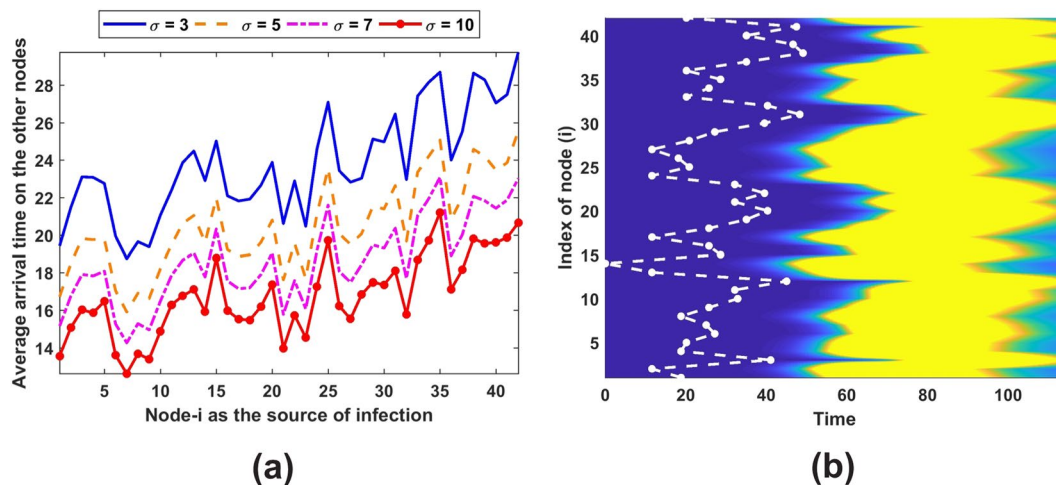 σ = 3 σ = 5 σ = 7 σ = 10
Average arrival time on the other nodes
28
26
24
22
20
18
16
14
5 10 15 20 25 30 35 40
Node-i as the source of infection
(a)
Index of node (i)
40
35
30
25
20
15
10
5
0 20 40 60 80 100
Time
(b)